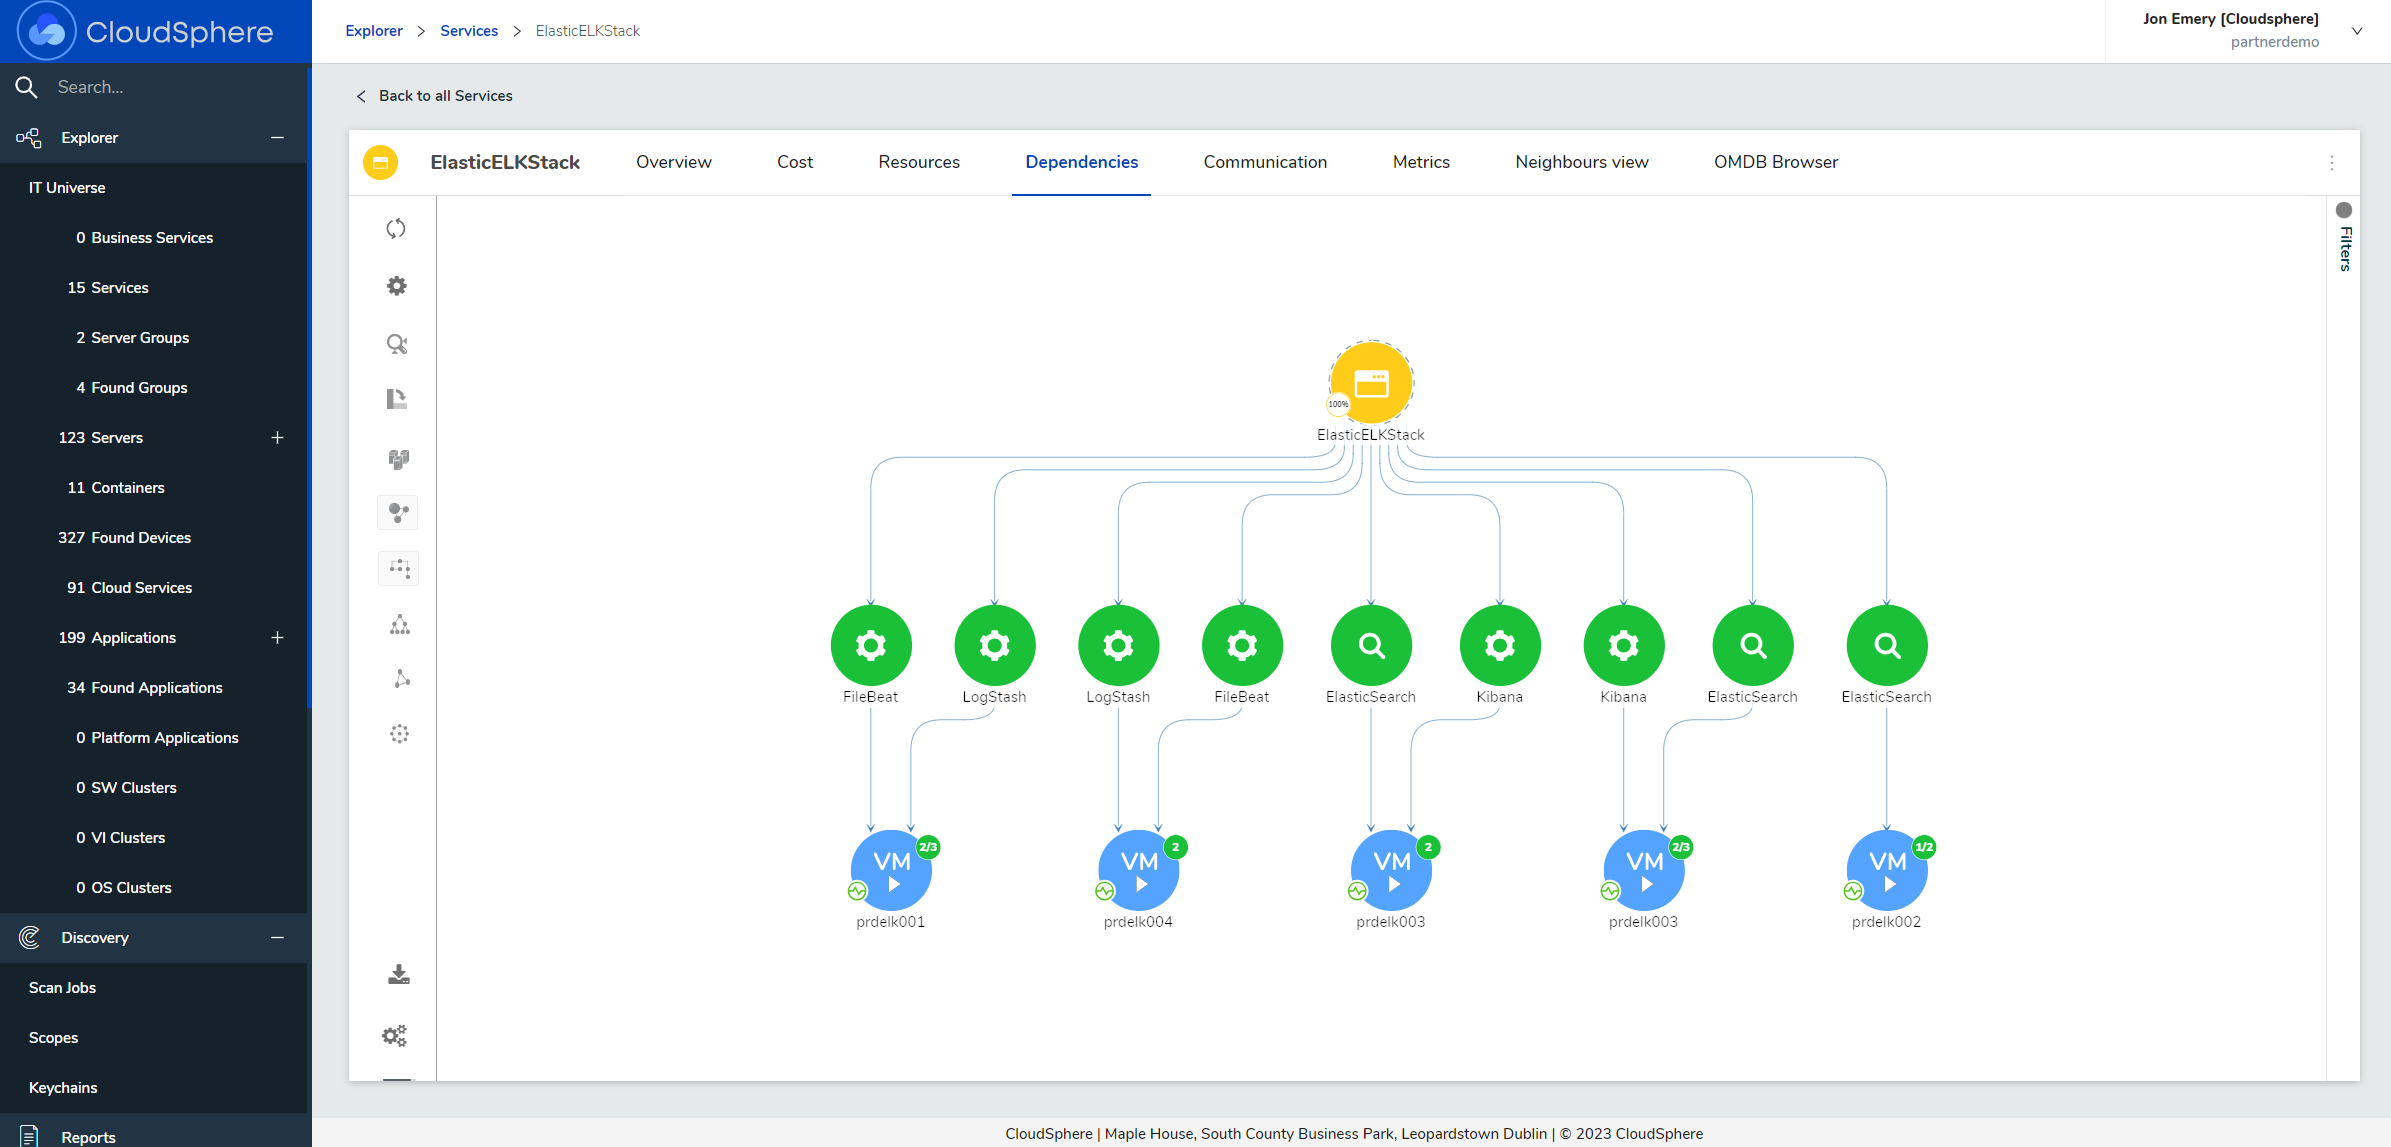 CloudSphere
Explorer > Services > ElasticELKStack
Jon Emery [Cloudsphere]
partnerdemo
Search...
Back to all Services
Explorer
IT Universe
0 Business Services
15 Services
2 Server Groups
4 Found Groups
123 Servers
11 Containers
327 Found Devices
91 Cloud Services
199 Applications
34 Found Applications
0 Platform Applications
0 SW Clusters
0 VI Clusters
0 OS Clusters
Discovery
Scan Jobs
Scopes
Keychains
Reports
ElasticELKStack Overview Cost Resources Dependencies Communication Metrics Neighbours view OMDB Browser
Filters
100%
ElasticELKStack
FileBeat LogStash LogStash FileBeat ElasticSearch Kibana Kibana ElasticSearch ElasticSearch
2/3 2 2 2/3 1/2
VM VM VM VM VM
prdelk001 prdelk004 prdelk003 prdelk003 prdelk002
CloudSphere | Maple House, South County Business Park, Leopardstown Dublin | © 2023 CloudSphere